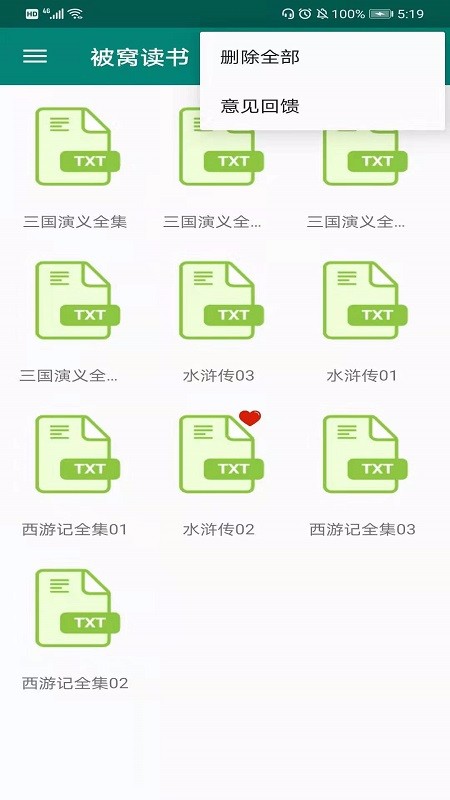 HD 4G 100% 5:19
被窝读书
删除全部
意见回馈
TXT TXT TXT
三国演义全集 三国演义全... 三国演义全...
TXT TXT TXT
三国演义全... 水浒传03 水浒传01
TXT TXT TXT
西游记全集01 水浒传02 西游记全集03
TXT
西游记全集02